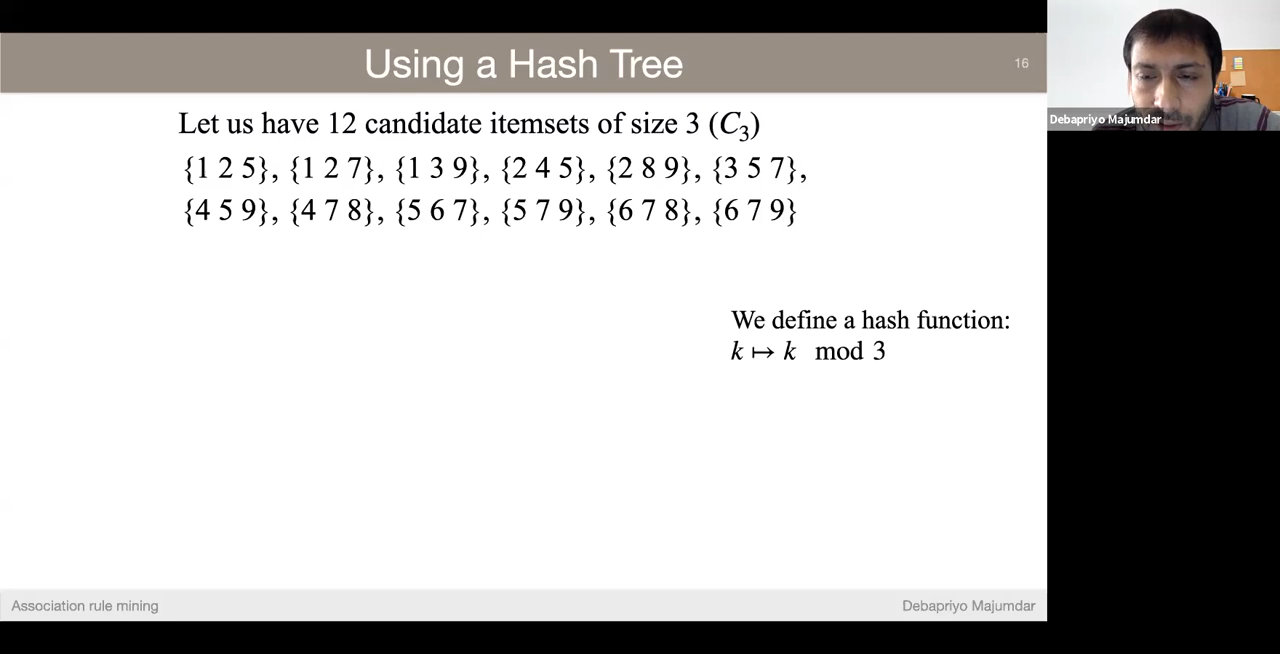 Using a Hash Tree
16
Let us have 12 candidate itemsets of size 3 (C₃)
{1 2 5}, {1 2 7}, {1 3 9}, {2 4 5}, {2 8 9}, {3 5 7},
{4 5 9}, {4 7 8}, {5 6 7}, {5 7 9}, {6 7 8}, {6 7 9}
We define a hash function:
k ↦ k mod 3
Association rule mining
Debapriyo Majumdar
Debapriyo Majumdar